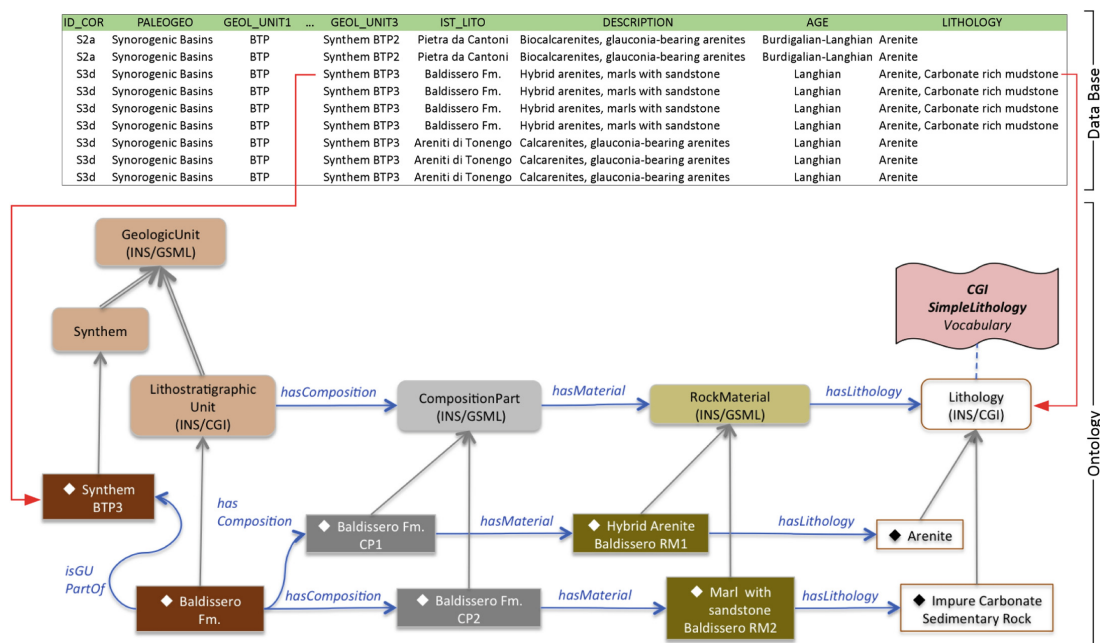 ID_COR PALEOGEO GEOL_UNIT1 ... GEOL_UNIT3 IST_LITO DESCRIPTION AGE LITHOLOGY
S2a Synorogenic Basins BTP Synthem BTP2 Pietra da Cantoni Biocalcarenites, glauconia-bearing arenites Burdigalian-Langhian Arenite
S2a Synorogenic Basins BTP Synthem BTP2 Pietra da Cantoni Biocalcarenites, glauconia-bearing arenites Burdigalian-Langhian Arenite
S3d Synorogenic Basins BTP Synthem BTP3 Baldissero Fm. Hybrid arenites, marls with sandstone Langhian Arenite, Carbonate rich mudstone
S3d Synorogenic Basins BTP Synthem BTP3 Baldissero Fm. Hybrid arenites, marls with sandstone Langhian Arenite, Carbonate rich mudstone
S3d Synorogenic Basins BTP Synthem BTP3 Baldissero Fm. Hybrid arenites, marls with sandstone Langhian Arenite, Carbonate rich mudstone
S3d Synorogenic Basins BTP Synthem BTP3 Baldissero Fm. Hybrid arenites, marls with sandstone Langhian Arenite, Carbonate rich mudstone
S3d Synorogenic Basins BTP Synthem BTP3 Areniti di Tonengo Calcarenites, glauconia-bearing arenites Langhian Arenite
S3d Synorogenic Basins BTP Synthem BTP3 Areniti di Tonengo Calcarenites, glauconia-bearing arenites Langhian Arenite
S3d Synorogenic Basins BTP Synthem BTP3 Areniti di Tonengo Calcarenites, glauconia-bearing arenites Langhian Arenite
Data Base
GeologicUnit
(INS/GSML)
Synthem
CGI
SimpleLithology
Vocabulary
Lithostratigraphic
Unit
(INS/CGI)
hasComposition
CompositionPart
(INS/GSML)
hasMaterial
RockMaterial
(INS/GSML)
hasLithology
Lithology
(INS/CGI)
Ontology
Synthem
BTP3
has
Composition
Baldissero Fm.
CP1
hasMaterial
Hybrid Arenite
Baldissero RM1
hasLithology
Arenite
isGU
PartOf
Baldissero
Fm.
hasComposition
Baldissero Fm.
CP2
hasMaterial
Marl with
sandstone
Baldissero RM2
hasLithology
Impure Carbonate
Sedimentary Rock